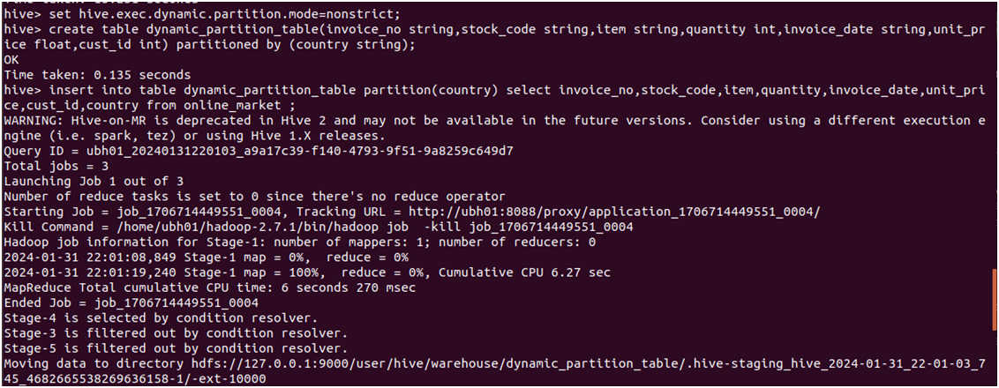 hive> set hive.exec.dynamic.partition.mode=nonstrict;
hive> create table dynamic_partition_table(invoice_no string,stock_code string,item string,quantity int,invoice_date string,unit_pr
ice float,cust_id int) partitioned by (country string);
OK
Time taken: 0.135 seconds
hive> insert into table dynamic_partition_table partition(country) select invoice_no,stock_code,item,quantity,invoice_date,unit_pri
ce,cust_id,country from online_market ;
WARNING: Hive-on-MR is deprecated in Hive 2 and may not be available in the future versions. Consider using a different execution e
ngine (i.e. spark, tez) or using Hive 1.X releases.
Query ID = ubh01_20240131220103_a9a17c39-f140-4793-9f51-9a8259c649d7
Total jobs = 3
Launching Job 1 out of 3
Number of reduce tasks is set to 0 since there's no reduce operator
Starting Job = job_1706714449551_0004, Tracking URL = http://ubh01:8088/proxy/application_1706714449551_0004/
Kill Command = /home/ubh01/hadoop-2.7.1/bin/hadoop job  -kill job_1706714449551_0004
Hadoop job information for Stage-1: number of mappers: 1; number of reducers: 0
2024-01-31 22:01:08,849 Stage-1 map = 0%,  reduce = 0%
2024-01-31 22:01:19,240 Stage-1 map = 100%,  reduce = 0%, Cumulative CPU 6.27 sec
MapReduce Total cumulative CPU time: 6 seconds 270 msec
Ended Job = job_1706714449551_0004
Stage-4 is selected by condition resolver.
Stage-3 is filtered out by condition resolver.
Stage-5 is filtered out by condition resolver.
Moving data to directory hdfs://127.0.0.1:9000/user/hive/warehouse/dynamic_partition_table/.hive-staging_hive_2024-01-31_22-01-03_7
45_4682665538269636158-1/-ext-10000